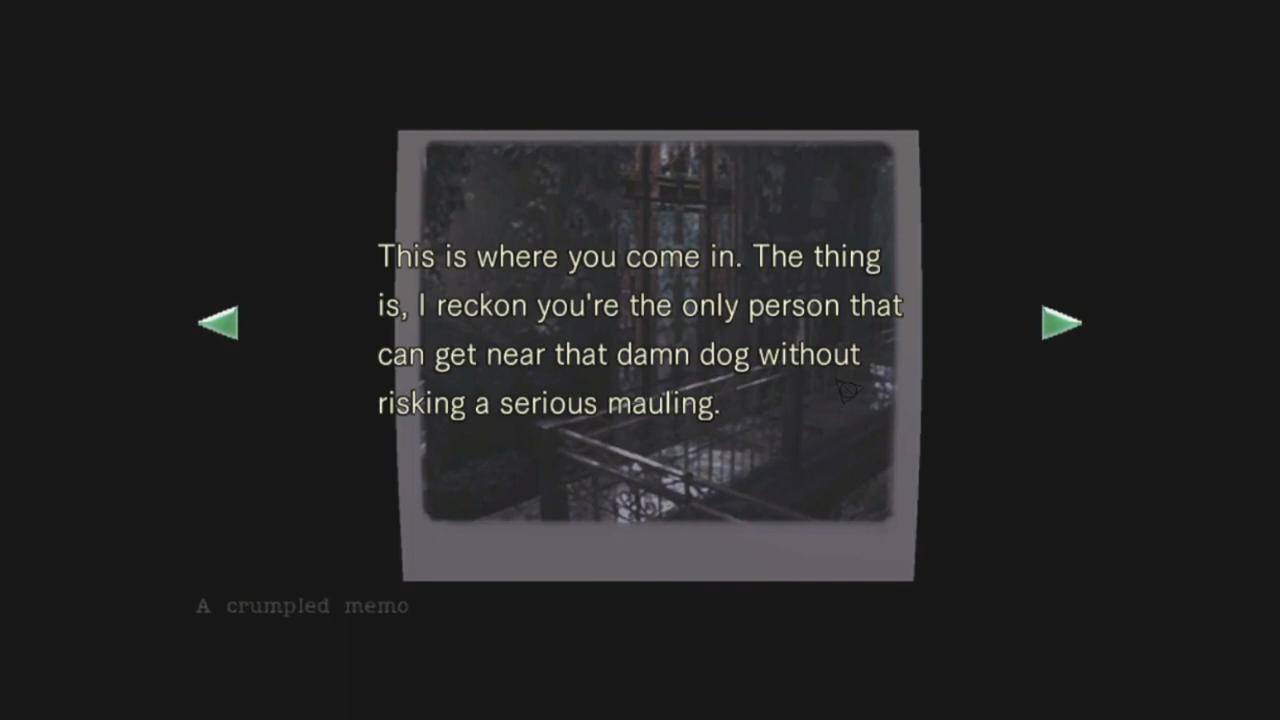 This is where you come in. The thing
is, I reckon you're the only person that
can get near that damn dog without
risking a serious mauling.
A crumpled memo